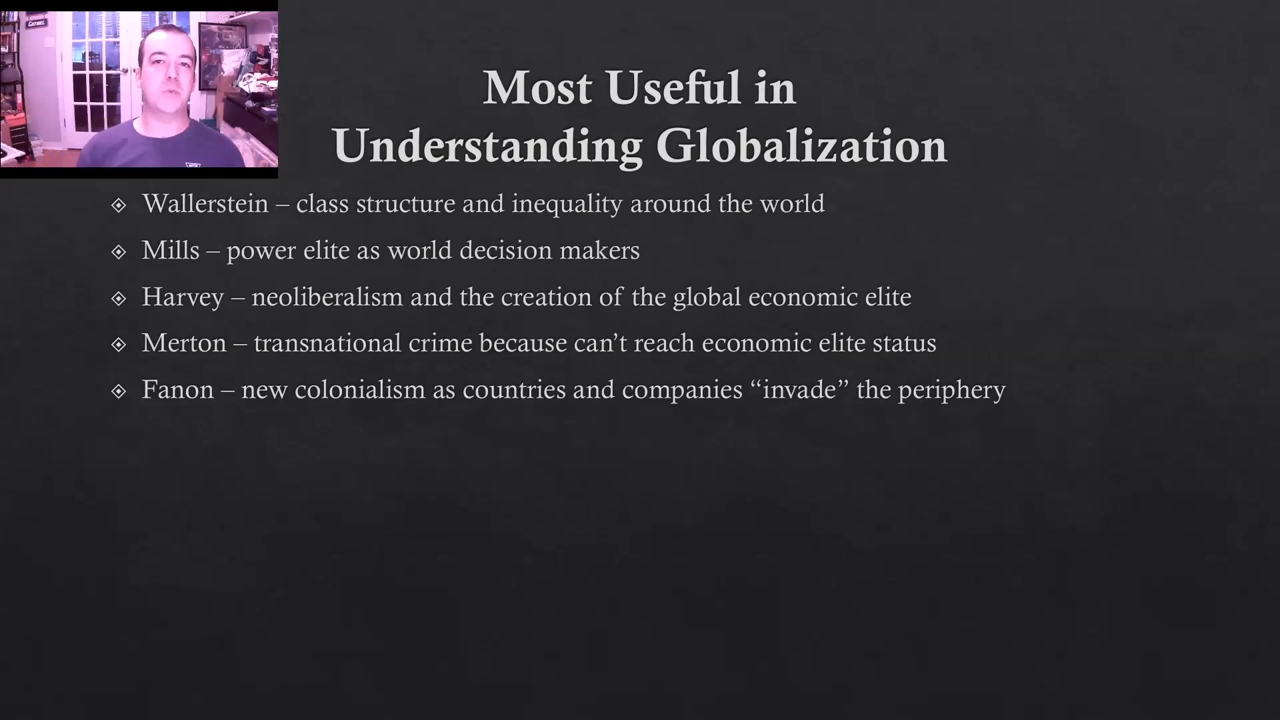 Most Useful in
Understanding Globalization
Wallerstein – class structure and inequality around the world
Mills – power elite as world decision makers
Harvey – neoliberalism and the creation of the global economic elite
Merton – transnational crime because can’t reach economic elite status
Fanon – new colonialism as countries and companies “invade” the periphery